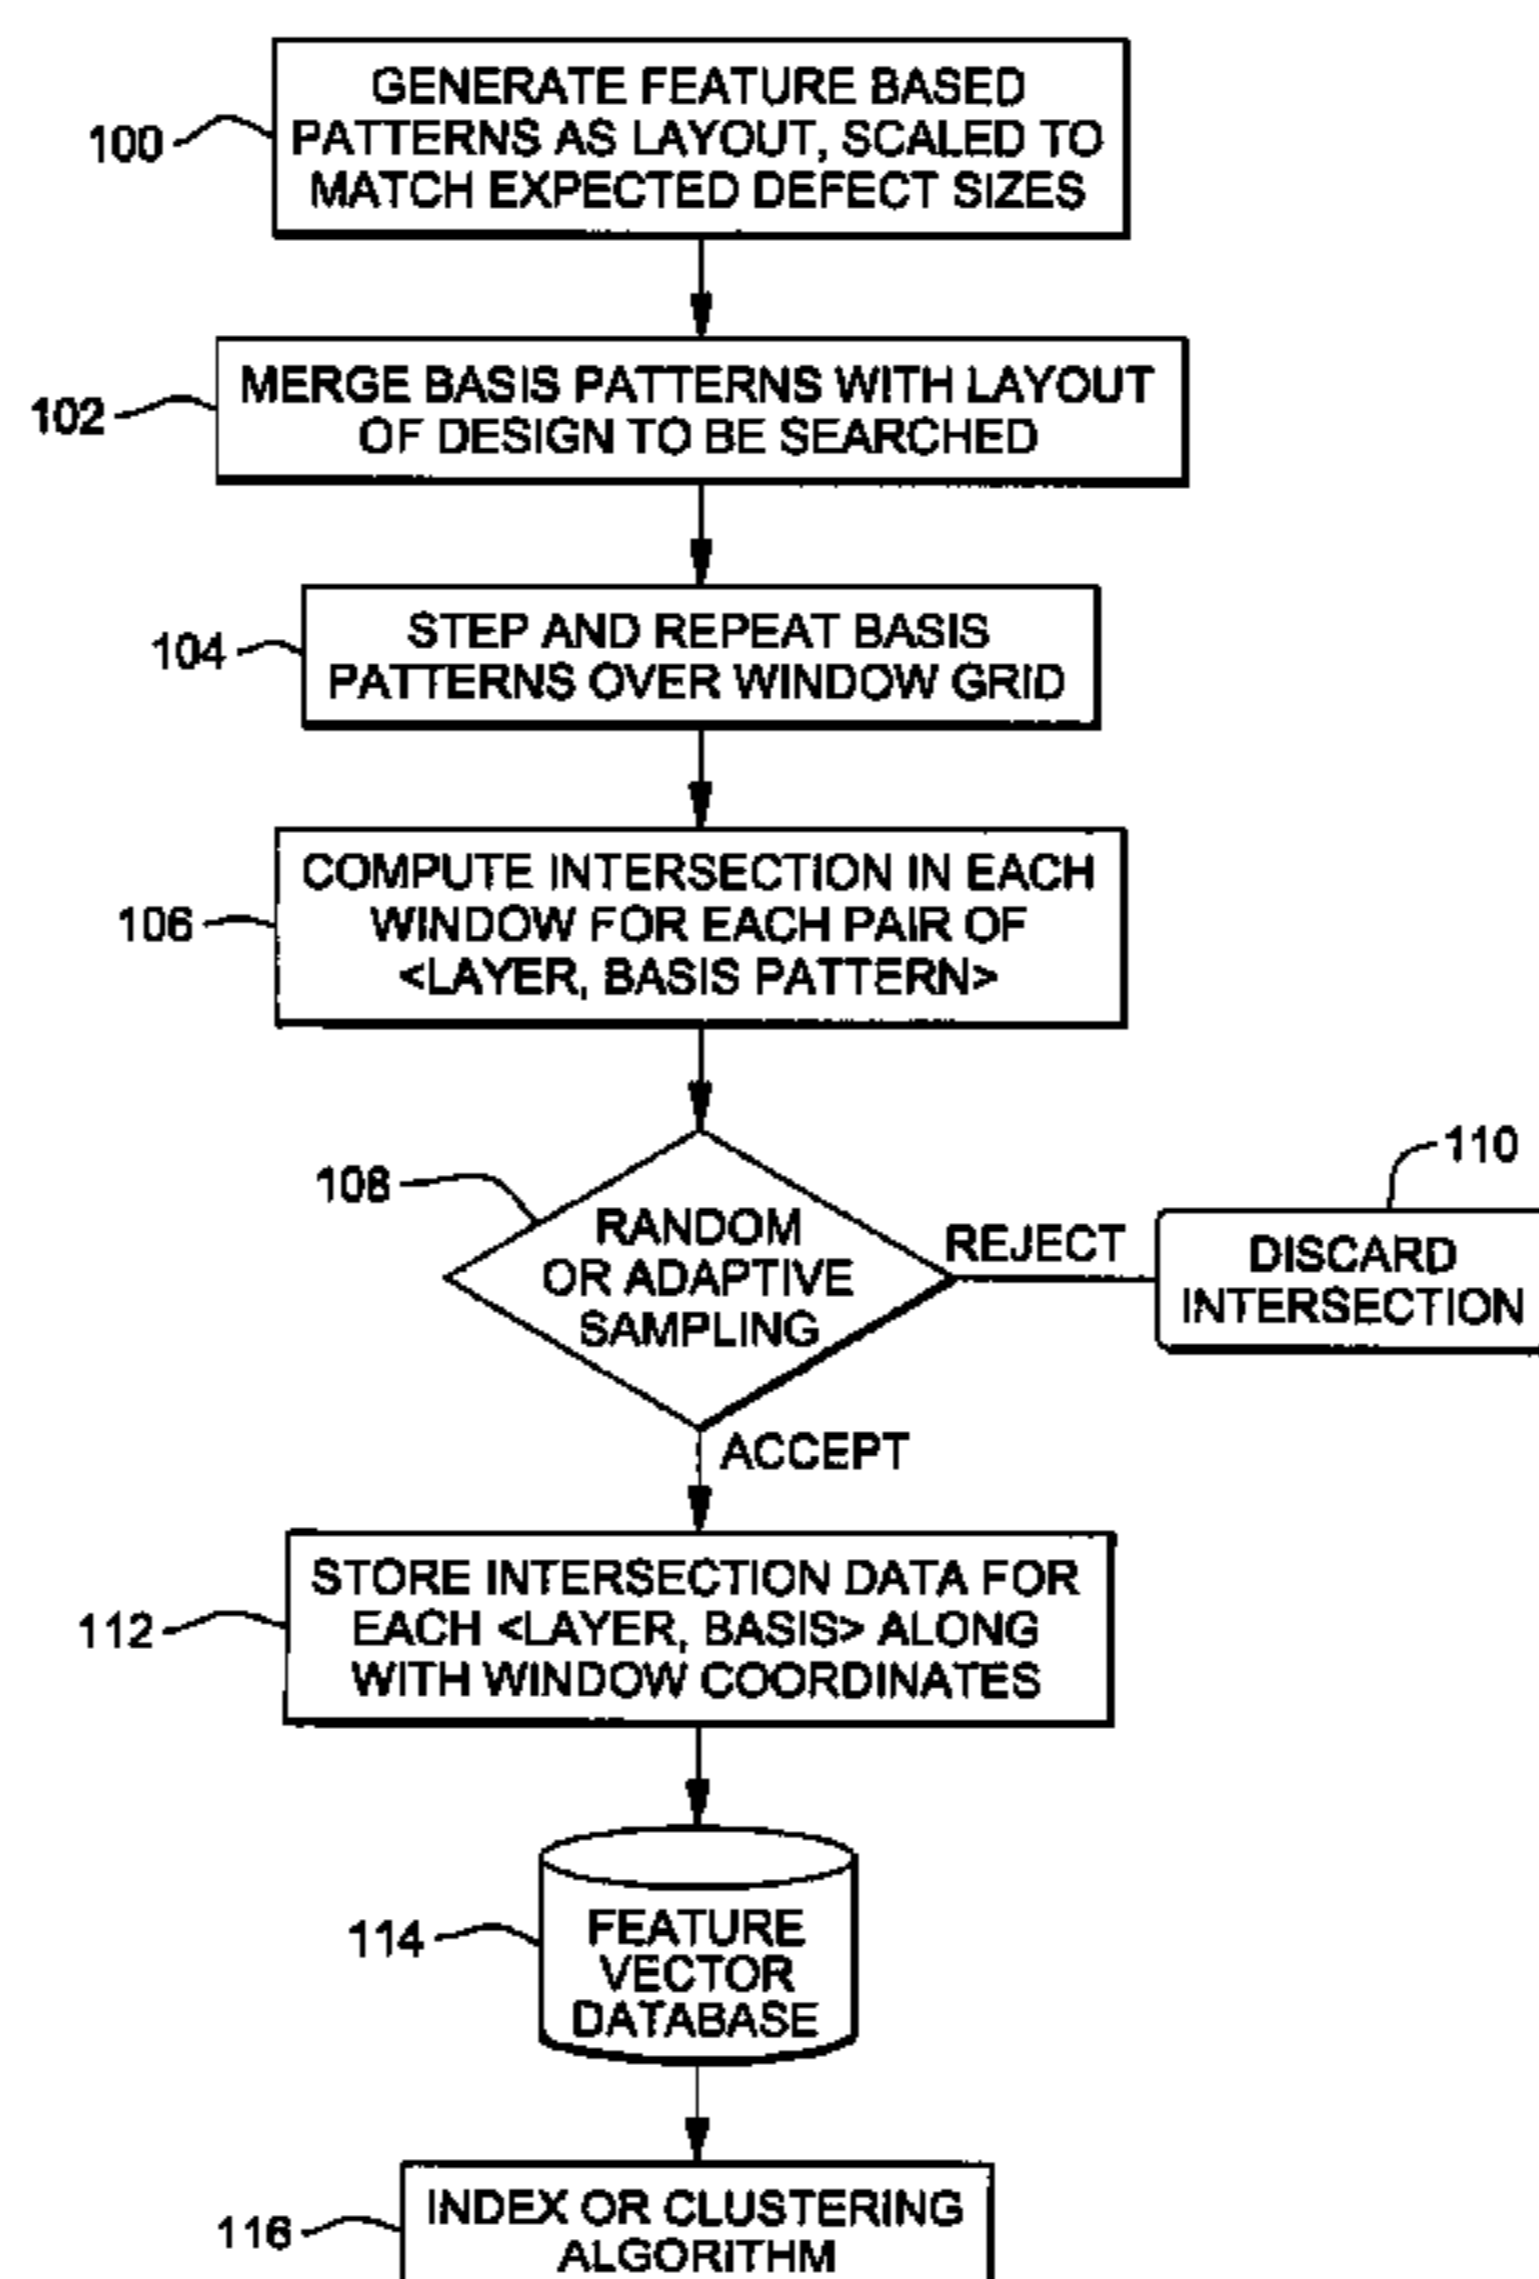 100
GENERATE FEATURE BASED
PATTERNS AS LAYOUT, SCALED TO
MATCH EXPECTED DEFECT SIZES
102
MERGE BASIS PATTERNS WITH LAYOUT
OF DESIGN TO BE SEARCHED
104
STEP AND REPEAT BASIS
PATTERNS OVER WINDOW GRID
106
COMPUTE INTERSECTION IN EACH
WINDOW FOR EACH PAIR OF
<LAYER, BASIS PATTERN>
108
RANDOM
OR ADAPTIVE
SAMPLING
REJECT
110
DISCARD
INTERSECTION
ACCEPT
112
STORE INTERSECTION DATA FOR
EACH <LAYER, BASIS> ALONG
WITH WINDOW COORDINATES
114
FEATURE
VECTOR
DATABASE
116
INDEX OR CLUSTERING
ALGORITHM